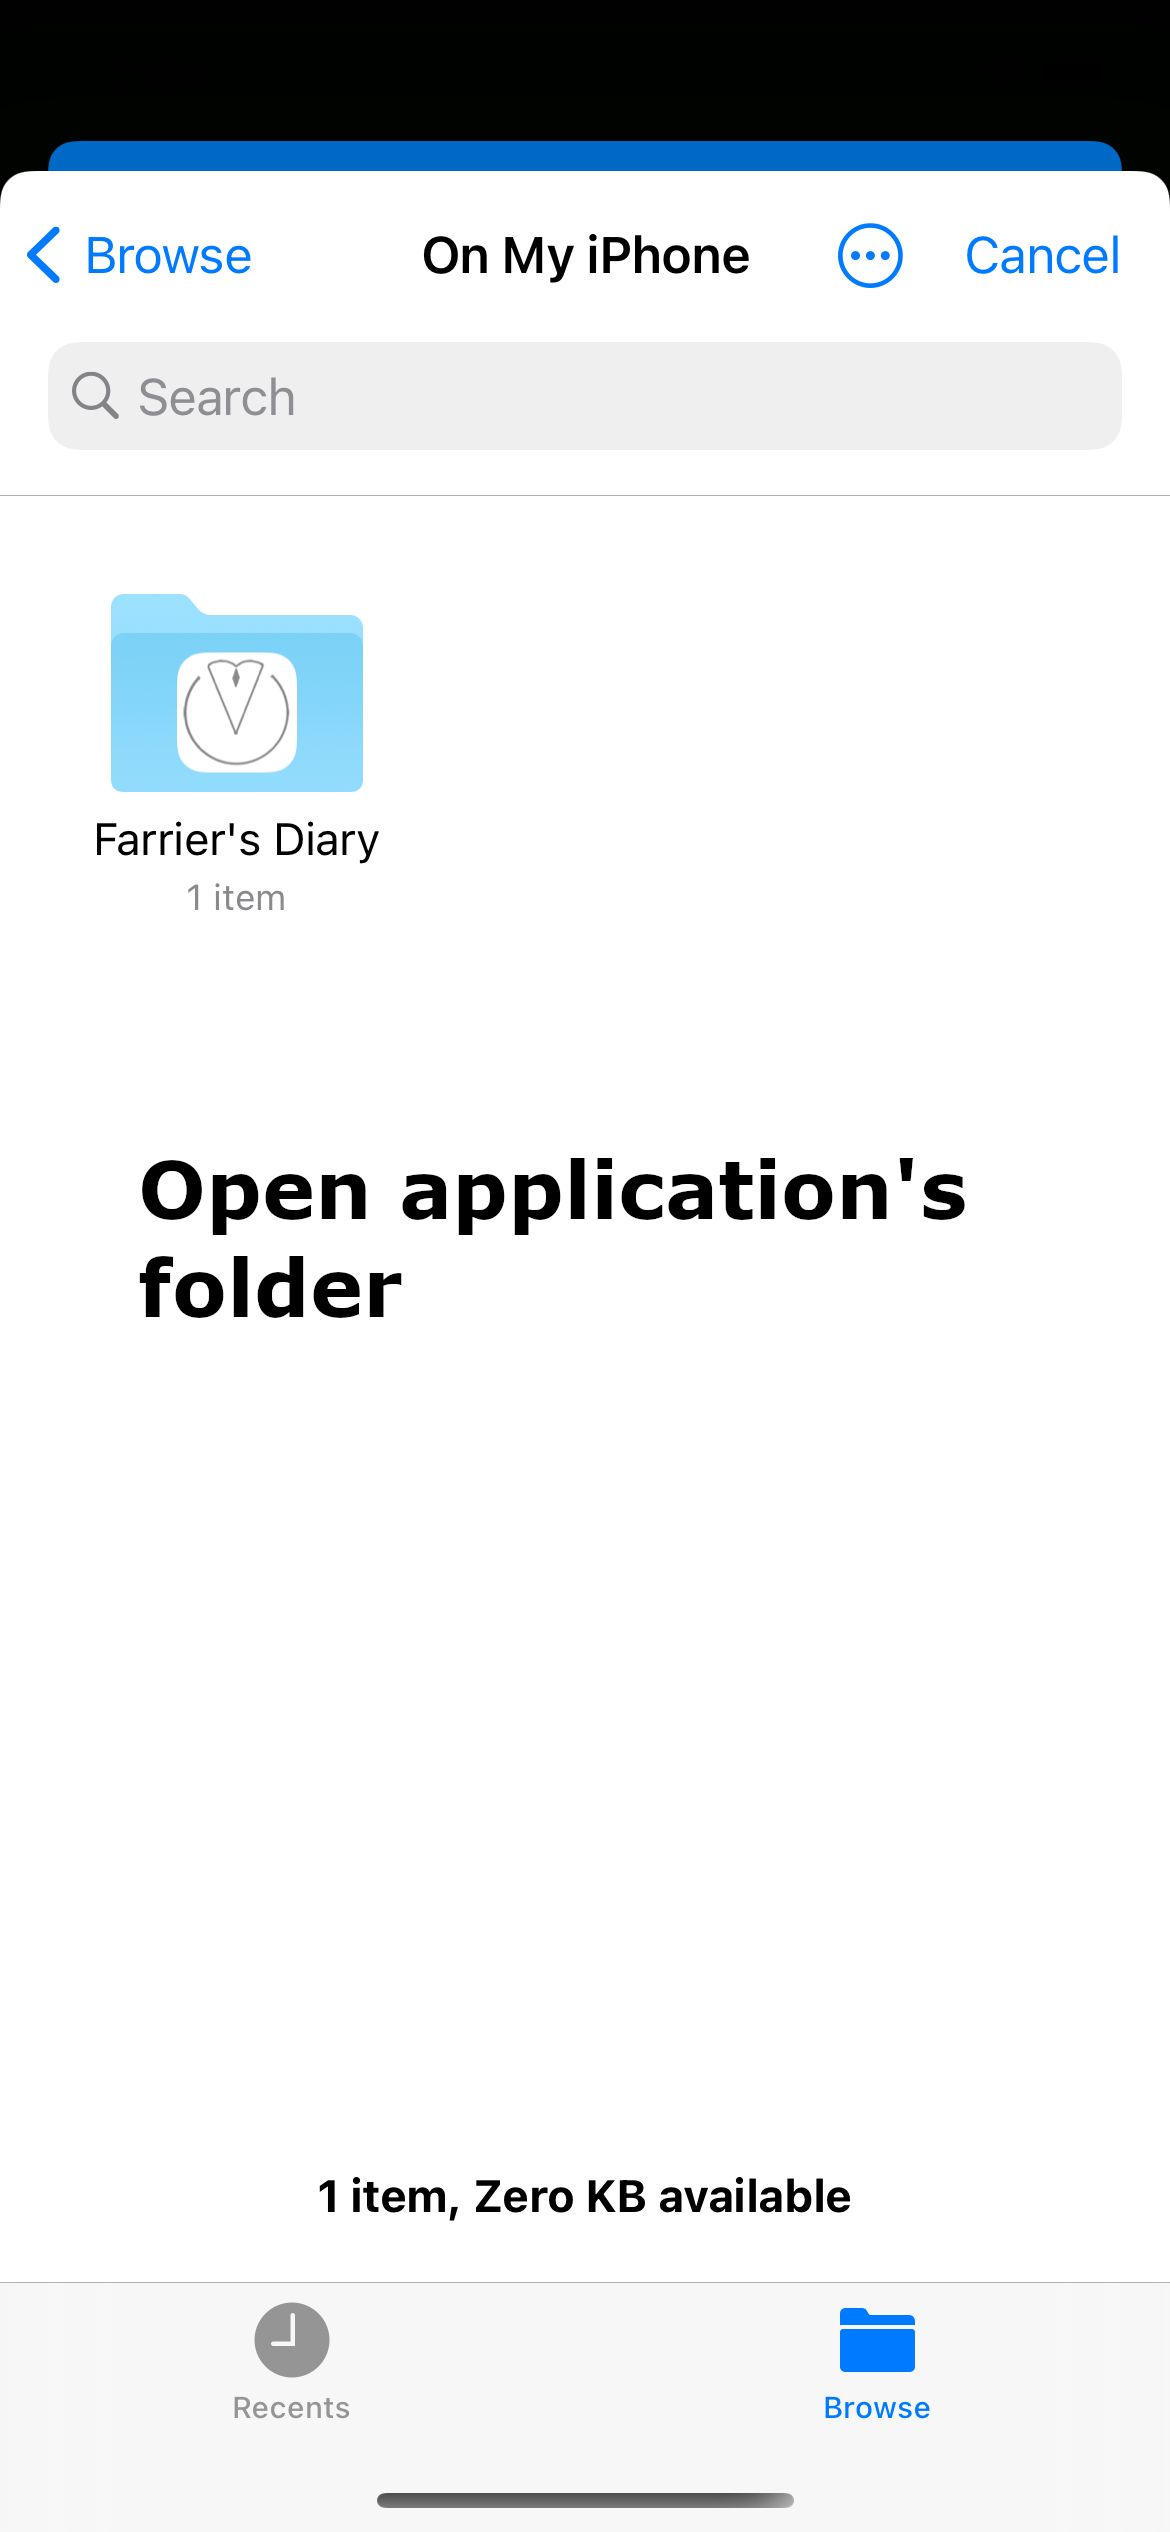 Browse On My iPhone Cancel
Search
Farrier's Diary
1 item
Open application's
folder
1 item, Zero KB available
Recents Browse